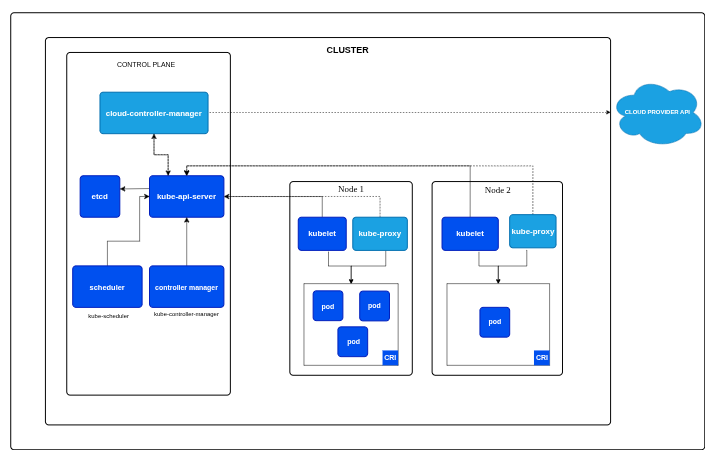 CLUSTER
CONTROL PLANE
cloud-controller-manager
CLOUD PROVIDER API
etcd
kube-api-server
scheduler
controller manager
kube-scheduler
kube-controller-manager
Node 1
kubelet
kube-proxy
pod
pod
pod
CRI
Node 2
kubelet
kube-proxy
pod
CRI